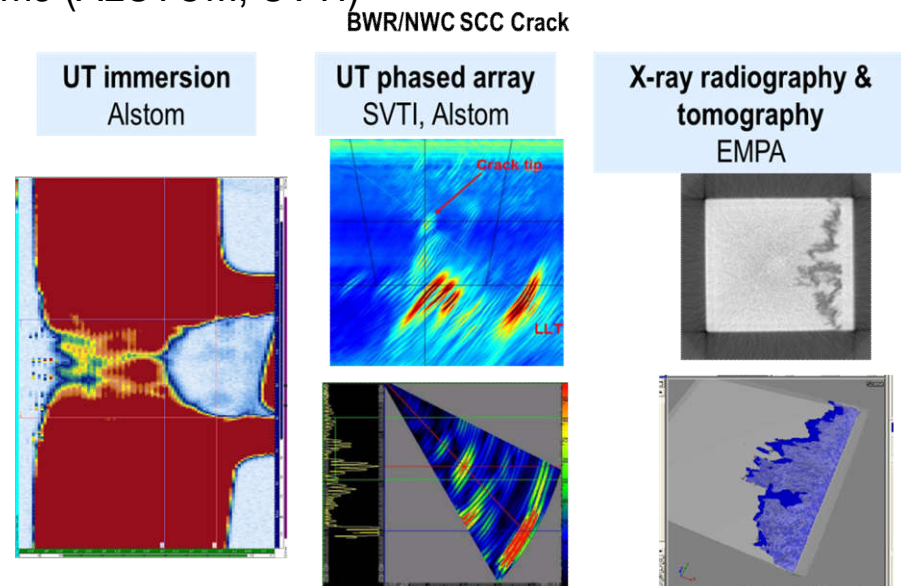 BWR/NWC SCC Crack
UT immersion
Alstom
UT phased array
SVTI, Alstom
X-ray radiography &
tomography
EMPA
Crack tip
LLT